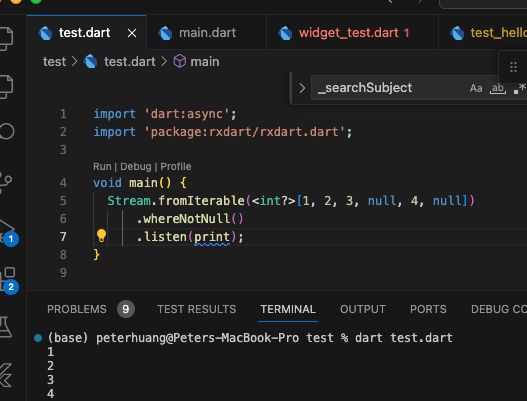 test.dart
main.dart
widget_test.dart 1
test_hello
test > test.dart > main
_searchSubject Aa ab .*
1 import 'dart:async';
2 import 'package:rxdart/rxdart.dart';
3
Run | Debug | Profile
4 void main() {
5 Stream.fromIterable(<int?>[1, 2, 3, null, 4, null])
6 .whereNotNull()
7 .listen(print);
8 }
9
1
2
PROBLEMS 9 TEST RESULTS TERMINAL OUTPUT PORTS DEBUG CO
(base) peterhuang@Peters-MacBook-Pro test % dart test.dart
1
2
3
4